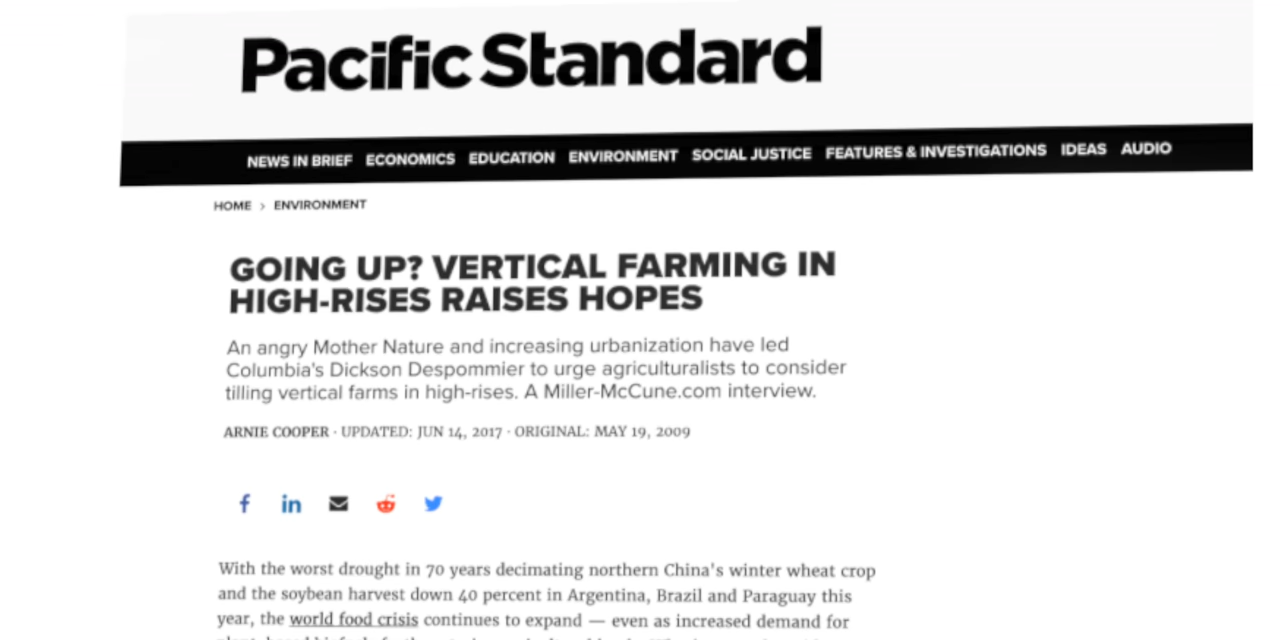 Pacific Standard
NEWS IN BRIEF ECONOMICS EDUCATION ENVIRONMENT SOCIAL JUSTICE FEATURES & INVESTIGATIONS IDEAS AUDIO
HOME > ENVIRONMENT
GOING UP? VERTICAL FARMING IN
HIGH-RISES RAISES HOPES
An angry Mother Nature and increasing urbanization have led
Columbia's Dickson Despommier to urge agriculturalists to consider
tilling vertical farms in high-rises. A Miller-McCune.com interview.
ARNIE COOPER · UPDATED: JUN 14, 2017 · ORIGINAL: MAY 19, 2009
With the worst drought in 70 years decimating northern China's winter wheat crop
and the soybean harvest down 40 percent in Argentina, Brazil and Paraguay this
year, the world food crisis continues to expand — even as increased demand for